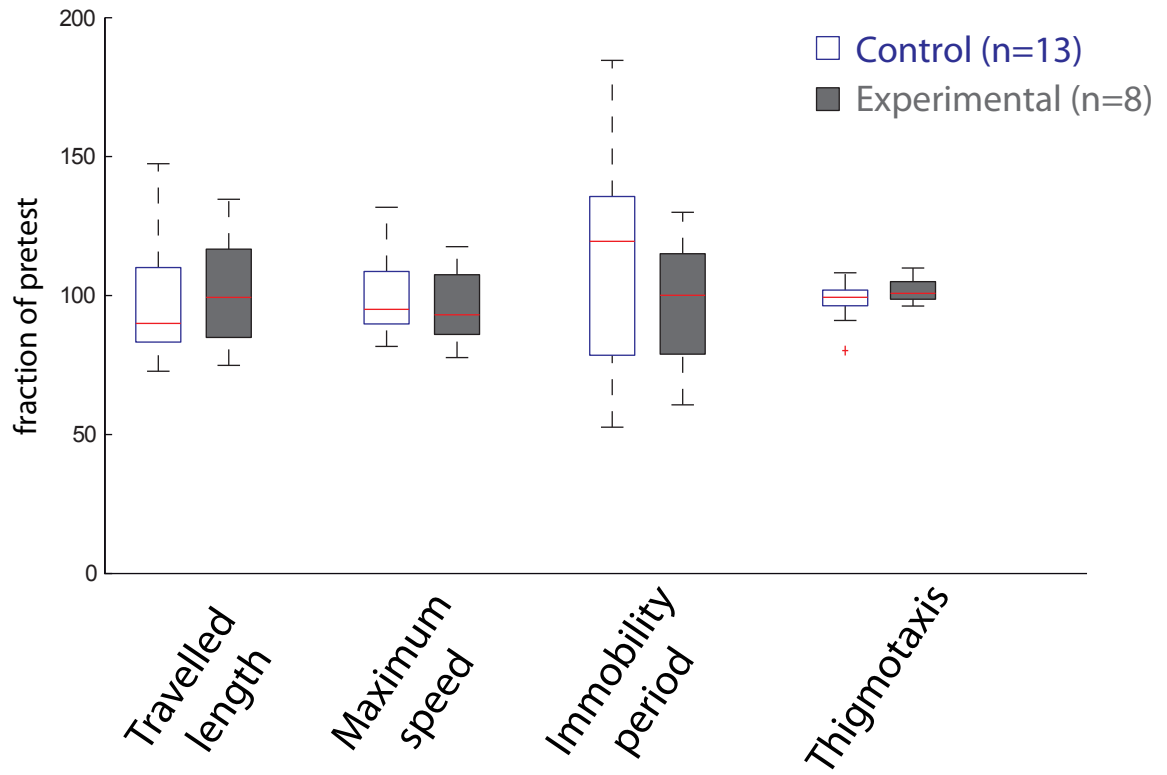 200
150
100
50
0
fraction of pretest
Control (n=13)
Experimental (n=8)
Travelled
length
Maximum
speed
Immobility
period
Thigmotaxis